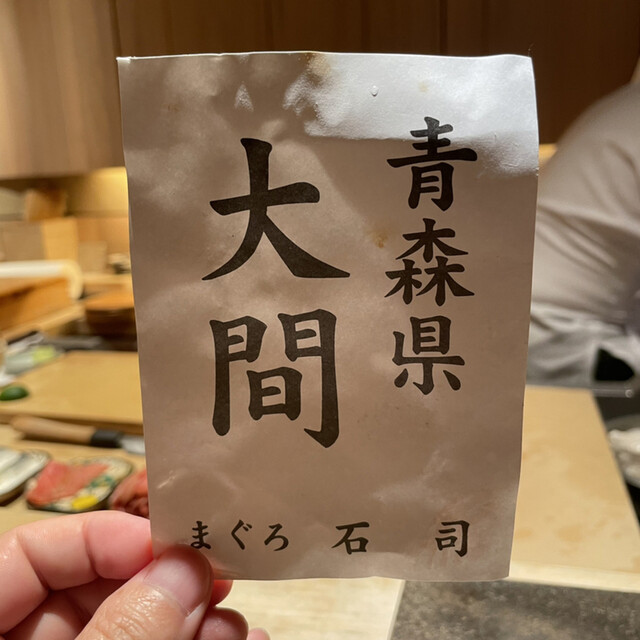 青森県
大間
まぐろ 石司